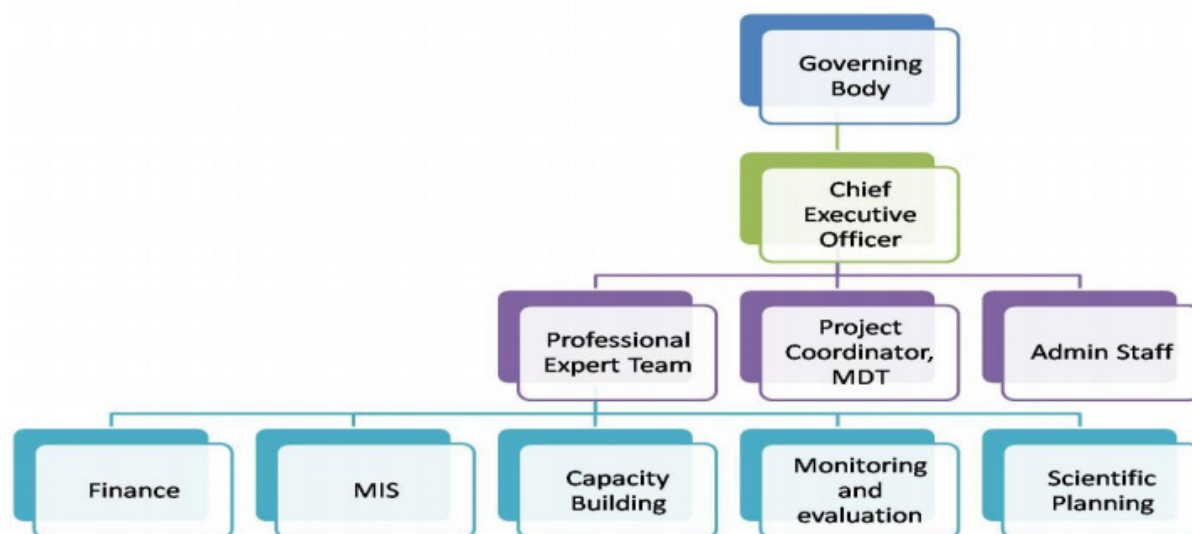 Governing
Body
Chief
Executive
Officer
Professional
Expert Team
Project
Coordinator,
MDT
Admin Staff
Finance
MIS
Capacity
Building
Monitoring
and
evaluation
Scientific
Planning